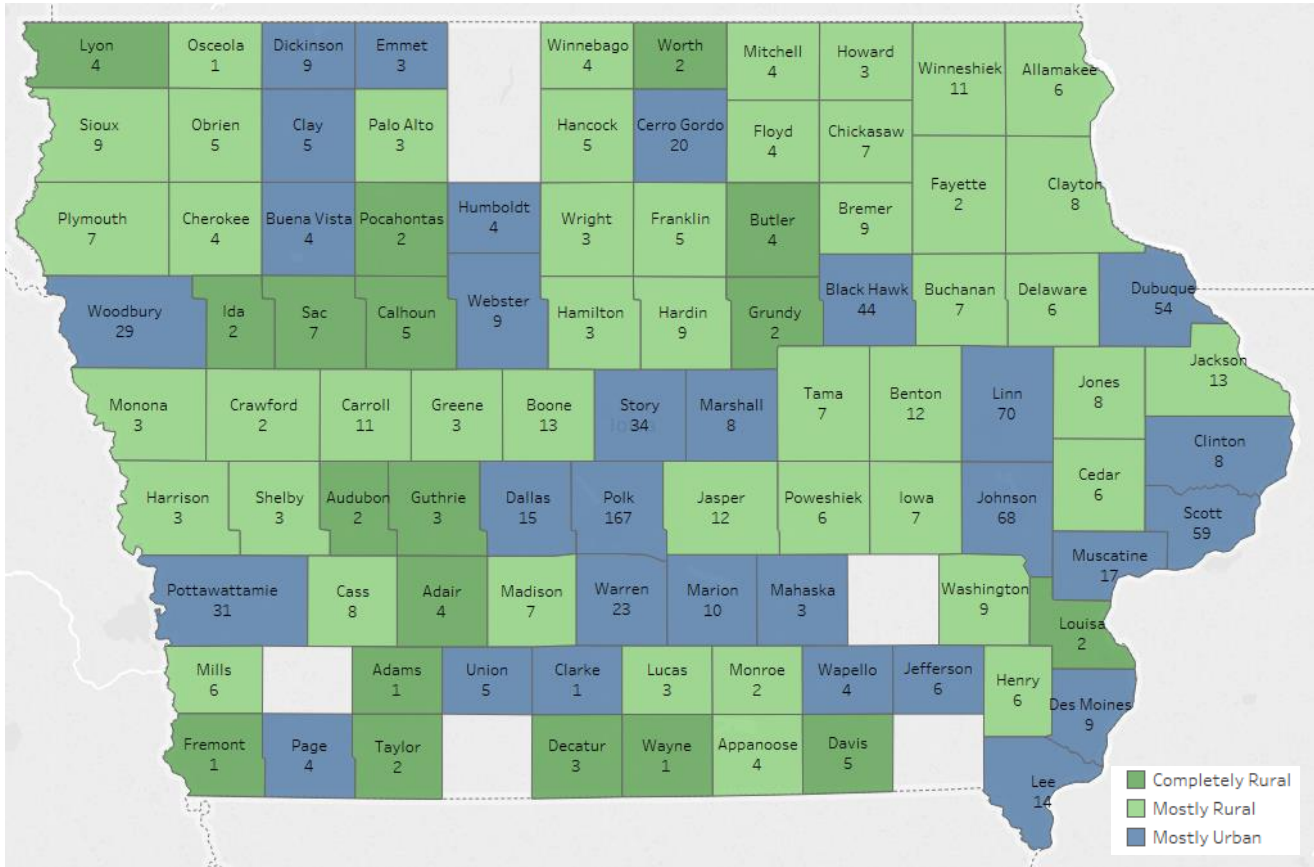 Lyon
4
Osceola
1
Dickinson
9
Emmet
3
Winnebago
4
Worth
2
Mitchell
4
Howard
3
Winneshiek
11
Allamakee
6
Sioux
9
Obrien
5
Clay
5
Palo Alto
3
Hancock
5
Cerro Gordo
20
Floyd
4
Chickasaw
7
Fayette
2
Clayton
8
Plymouth
7
Cherokee
4
Buena Vista
4
Pocahontas
2
Humboldt
4
Wright
3
Franklin
5
Butler
4
Bremer
9
Woodbury
29
Ida
2
Sac
7
Calhoun
5
Webster
9
Hamilton
3
Hardin
9
Grundy
2
Black Hawk
44
Buchanan
7
Delaware
6
Dubuque
54
Jackson
13
Monona
3
Crawford
2
Carroll
11
Greene
3
Boone
13
Story
34
Marshall
8
Tama
7
Benton
12
Linn
70
Jones
8
Clinton
8
Harrison
3
Shelby
3
Audubon
2
Guthrie
3
Dallas
15
Polk
167
Jasper
12
Poweshiek
6
Iowa
7
Johnson
68
Cedar
6
Scott
59
Muscatine
17
Pottawattamie
31
Cass
8
Adair
4
Madison
7
Warren
23
Marion
10
Mahaska
3
Washington
9
Louisa
2
Mills
6
Adams
1
Union
5
Clarke
1
Lucas
3
Monroe
2
Wapello
4
Jefferson
6
Henry
6
Des Moines
9
Fremont
1
Page
4
Taylor
2
Decatur
3
Wayne
1
Appanoose
4
Davis
5
Lee
14
Completely Rural
Mostly Rural
Mostly Urban